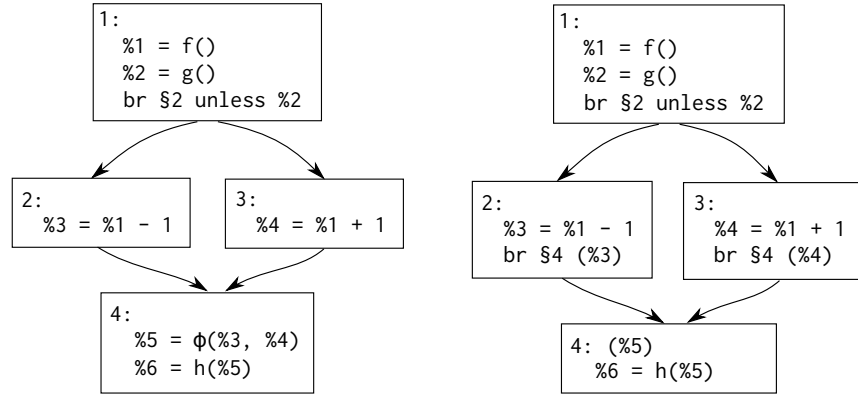 1:
%1 = f()
%2 = g()
br §2 unless %2
2:
%3 = %1 − 1
3:
%4 = %1 + 1
4:
%5 = ϕ(%3, %4)
%6 = h(%5)
1:
%1 = f()
%2 = g()
br §2 unless %2
2:
%3 = %1 − 1
br §4 (%3)
3:
%4 = %1 + 1
br §4 (%4)
4: (%5)
%6 = h(%5)